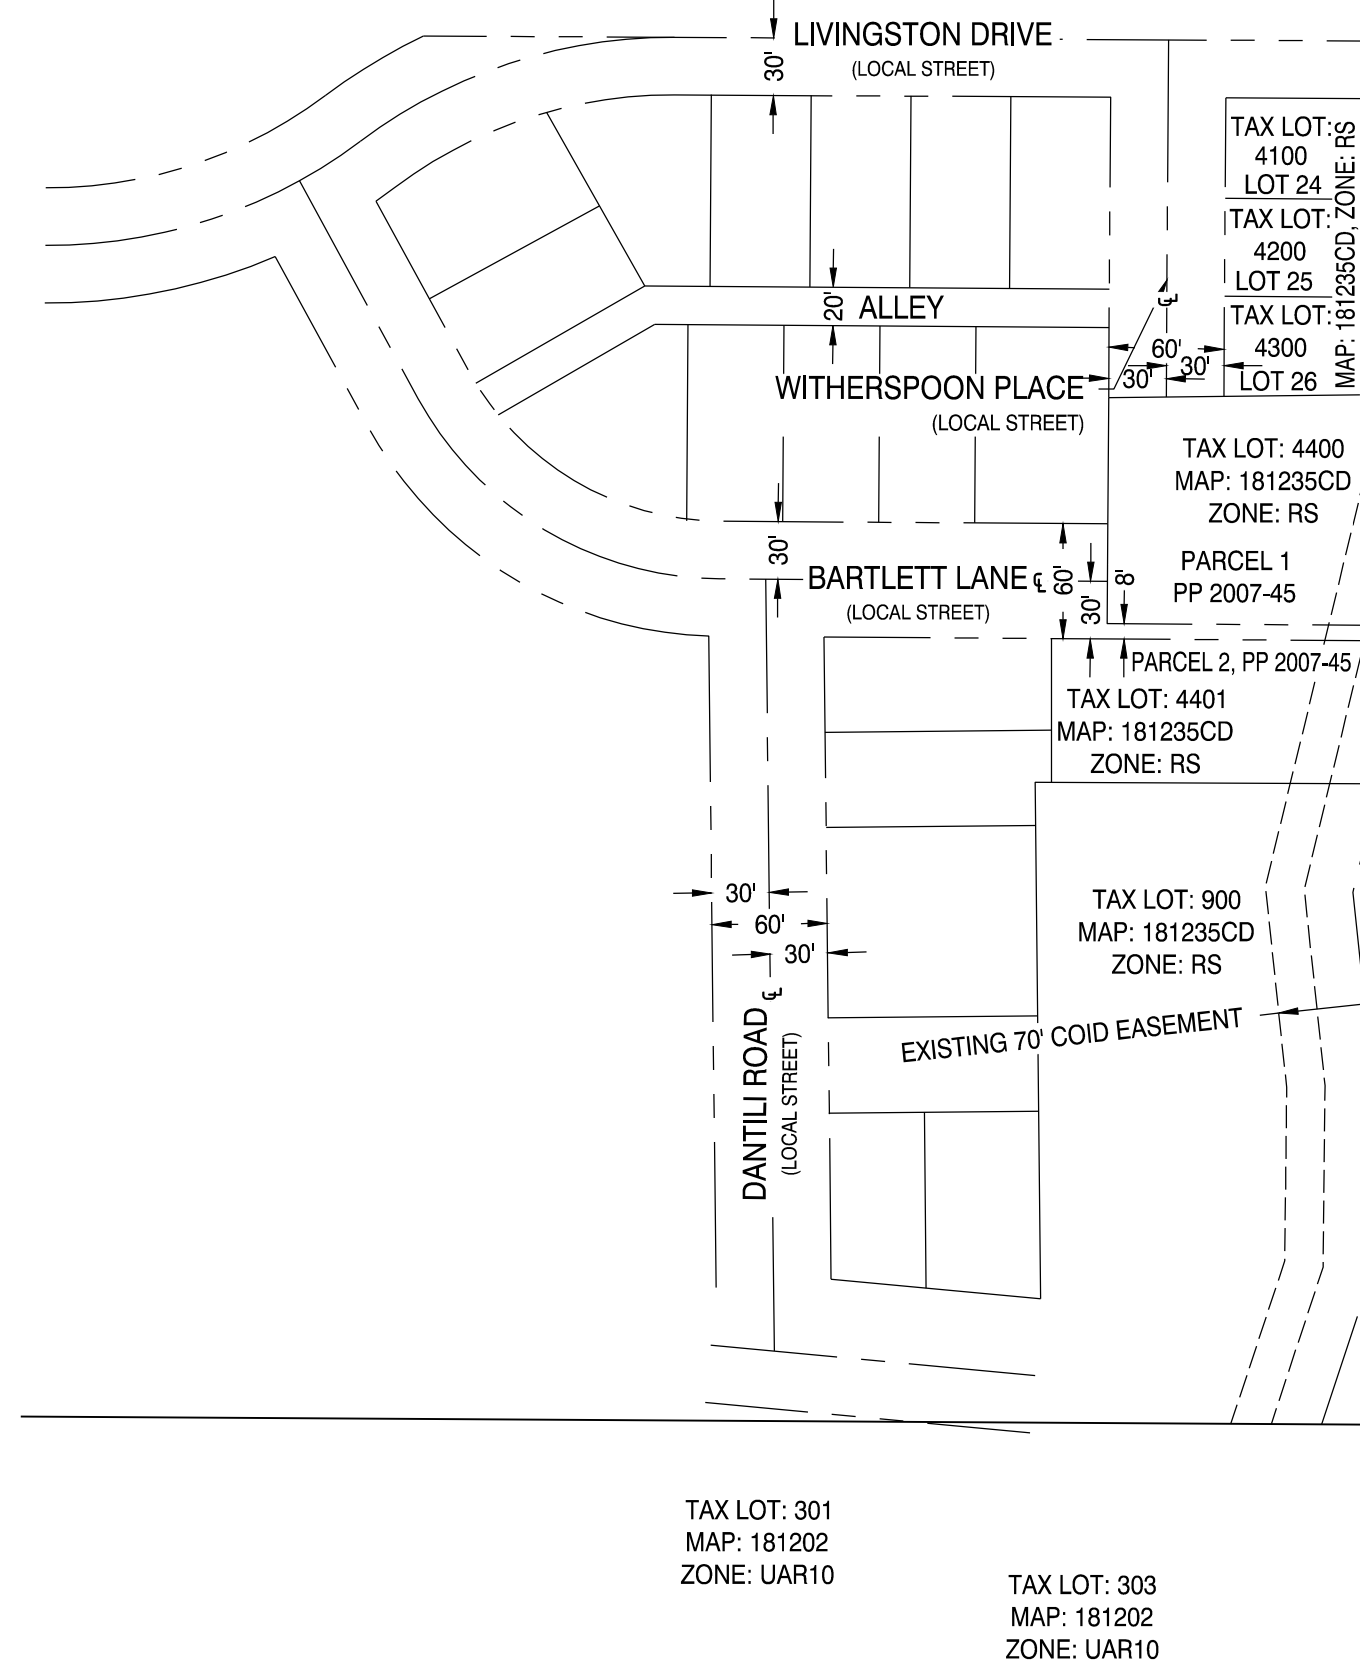 LIVINGSTON DRIVE
(LOCAL STREET)
30'
TAX LOT:
4100
LOT 24
TAX LOT:
4200
LOT 25
TAX LOT:
4300
LOT 26
MAP: 181235CD, ZONE: RS
20'
ALLEY
℄
60'
30'
30'
WITHERSPOON PLACE
(LOCAL STREET)
TAX LOT: 4400
MAP: 181235CD
ZONE: RS
PARCEL 1
PP 2007-45
30'
BARTLETT LANE ℄
(LOCAL STREET)
60'
30'
8'
PARCEL 2, PP 2007-45
TAX LOT: 4401
MAP: 181235CD
ZONE: RS
30'
60'
30'
TAX LOT: 900
MAP: 181235CD
ZONE: RS
DANTILI ROAD ℄
(LOCAL STREET)
EXISTING 70' COID EASEMENT
TAX LOT: 301
MAP: 181202
ZONE: UAR10
TAX LOT: 303
MAP: 181202
ZONE: UAR10